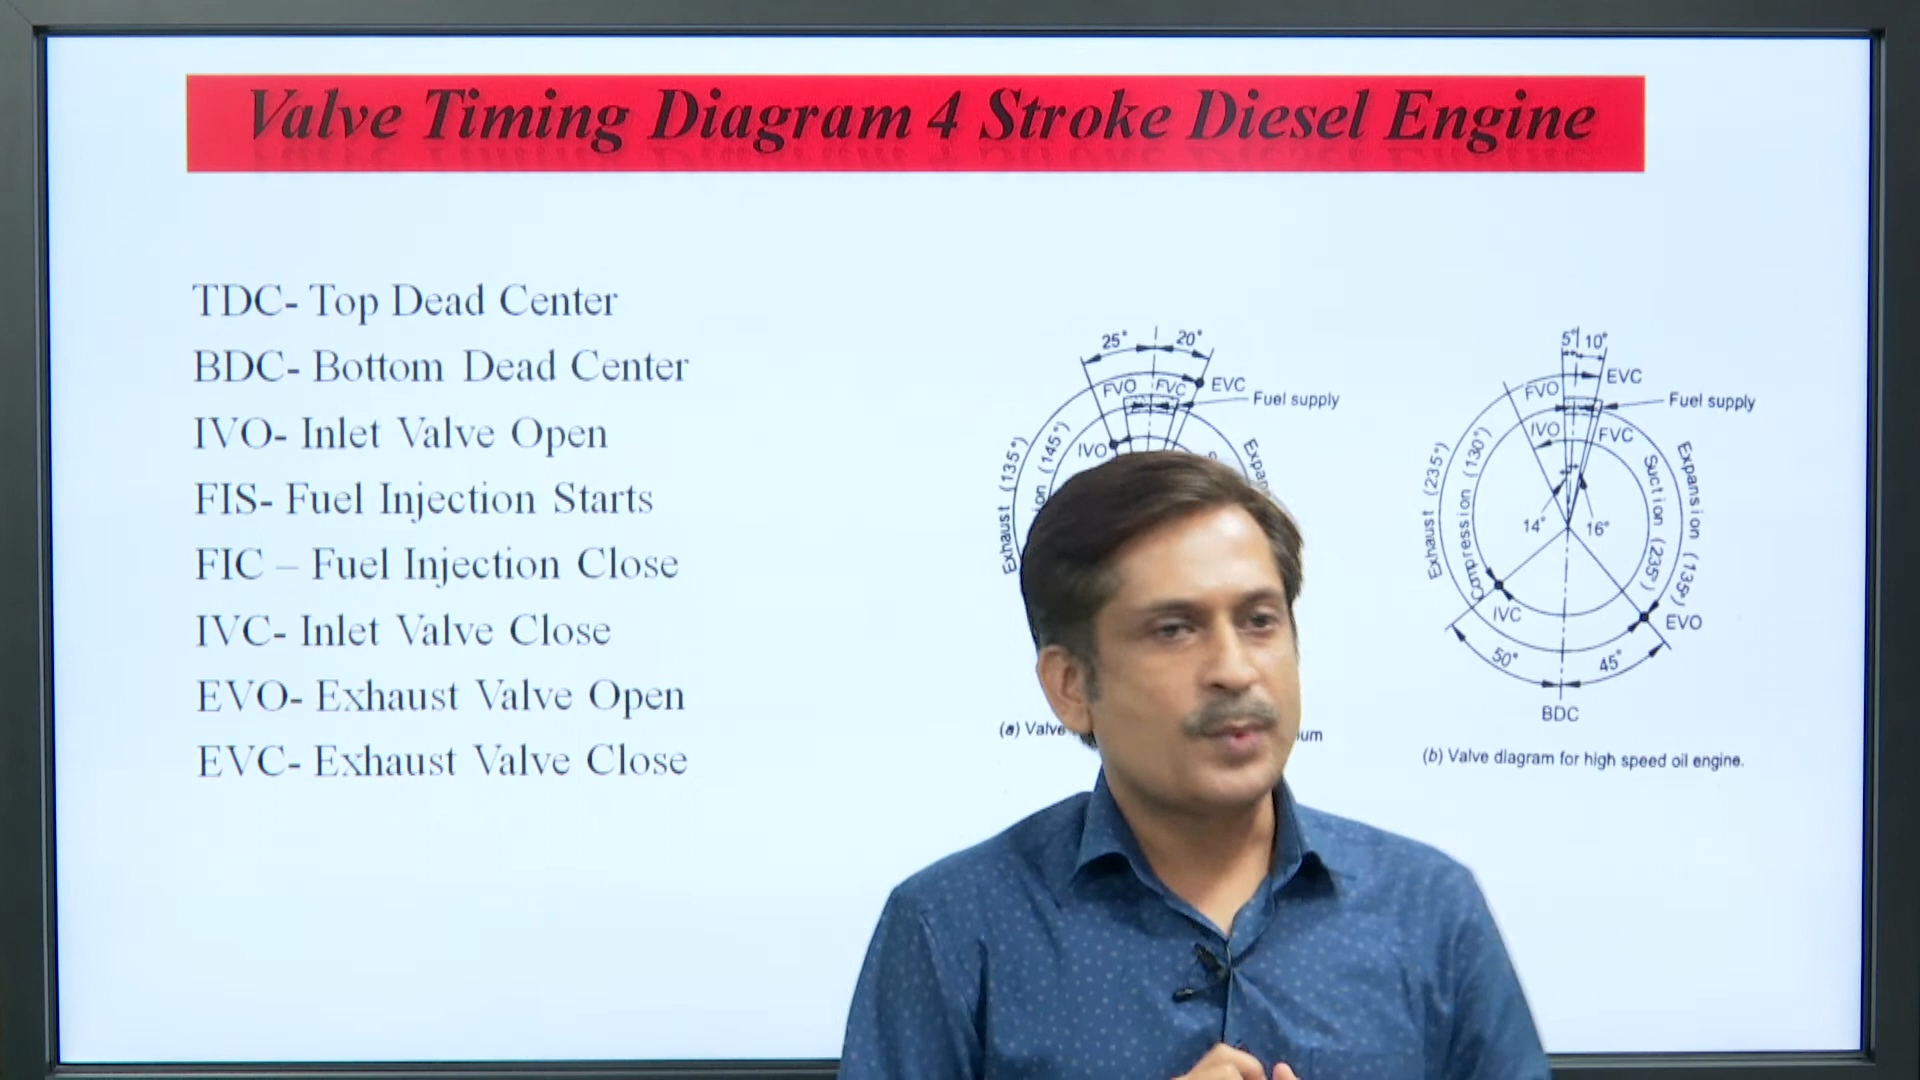 Valve Timing Diagram 4 Stroke Diesel Engine
TDC- Top Dead Center
BDC- Bottom Dead Center
IVO- Inlet Valve Open
FIS- Fuel Injection Starts
FIC – Fuel Injection Close
IVC- Inlet Valve Close
EVO- Exhaust Valve Open
EVC- Exhaust Valve Close
25° 20°
FVO FVC EVC
Fuel supply
IVO
Exhaust (135°)
(145°)
(a) Valve
5° 10°
FVO EVC
Fuel supply
IVO FVC
Exhaust (235°)
Compression (130°)
Suction (235°)
Expansion (135°)
14° 16°
IVC
EVO
50° 45°
BDC
(b) Valve diagram for high speed oil engine.